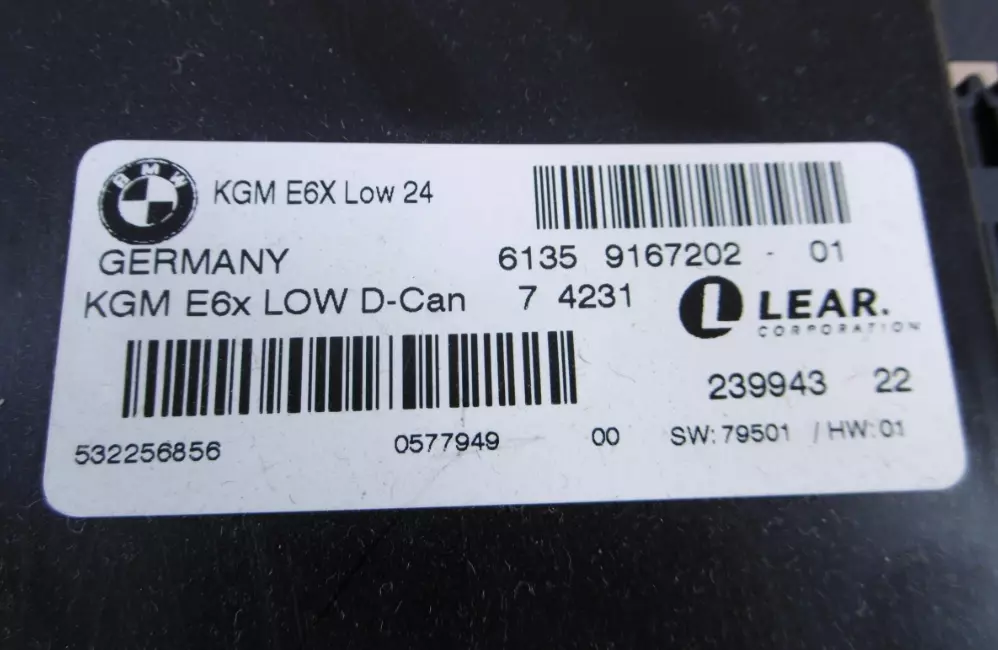 BMW
KGM E6X Low 24
GERMANY 6135 9167202 - 01
KGM E6x LOW D-Can 7 4231
L LEAR.
CORPORATION
239943 22
532256856 0577949 00 SW: 79501 / HW: 01